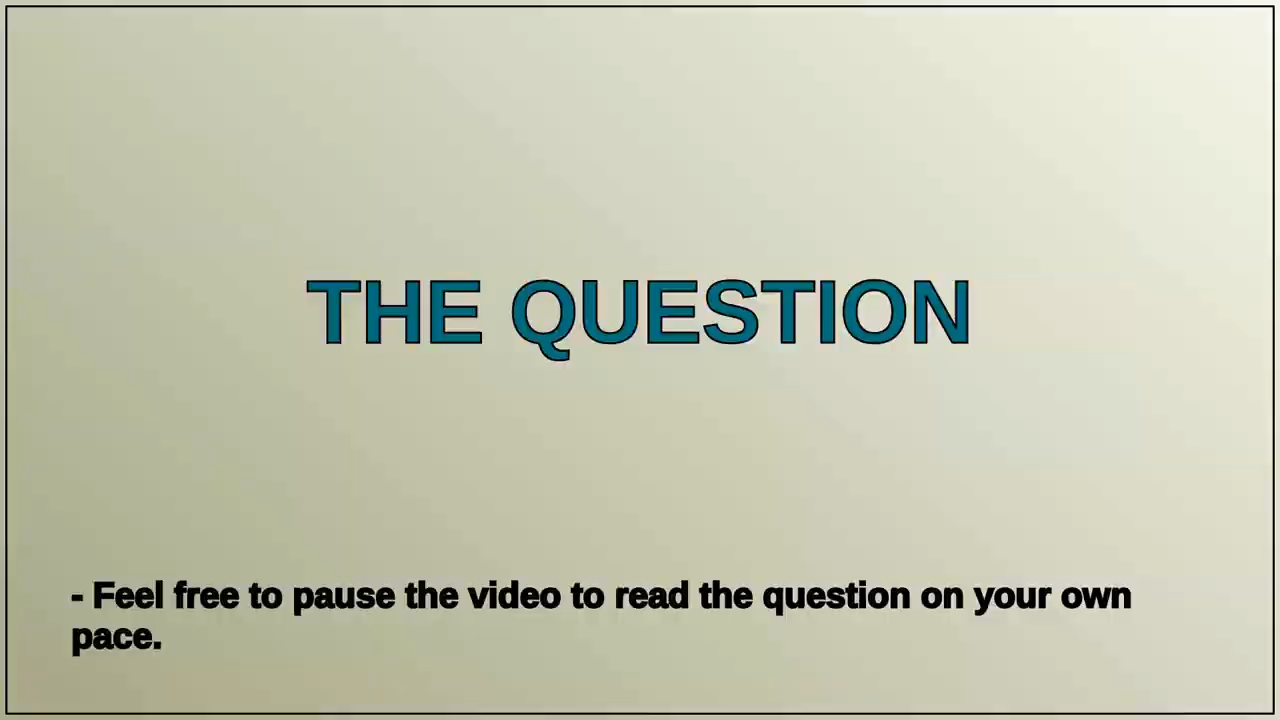 THE QUESTION
- Feel free to pause the video to read the question on your own
pace.